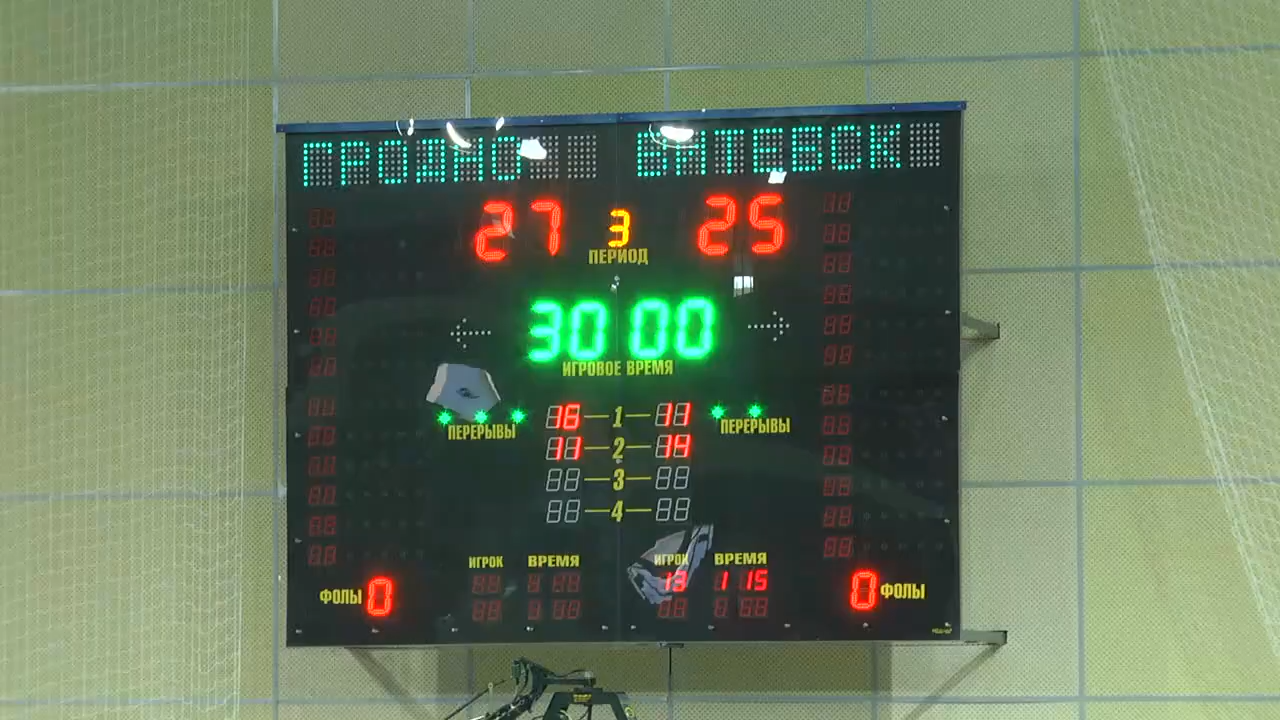 ГРОДНО ВИТЕБСК
27 3 25
ПЕРИОД
30 00
ИГРОВОЕ ВРЕМЯ
16 1 11
ПЕРЕРЫВЫ ПЕРЕРЫВЫ
11 2 14
3
4
ИГРОК ВРЕМЯ ИГРОК ВРЕМЯ
13 1 15
ФОЛЫ 0 0 ФОЛЫ